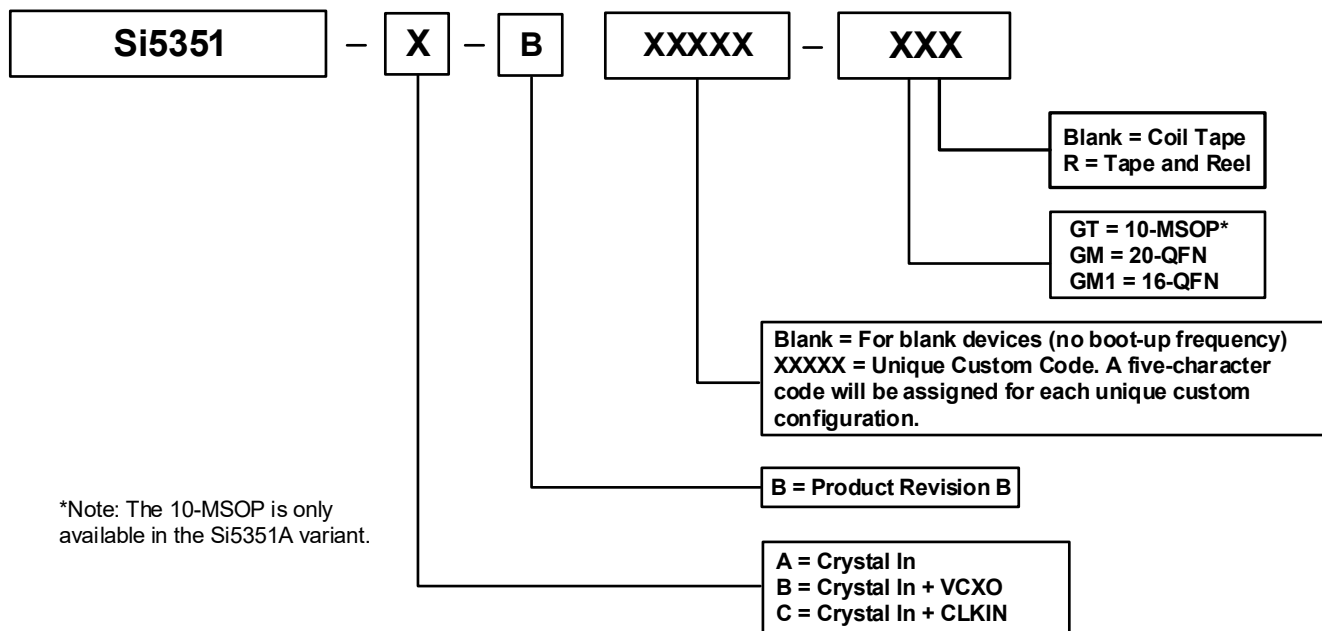 Si5351 – X – B XXXXX – XXX
Blank = Coil Tape
R = Tape and Reel
GT = 10-MSOP*
GM = 20-QFN
GM1 = 16-QFN
Blank = For blank devices (no boot-up frequency)
XXXXX = Unique Custom Code. A five-character
code will be assigned for each unique custom
configuration.
B = Product Revision B
*Note: The 10-MSOP is only
available in the Si5351A variant.
A = Crystal In
B = Crystal In + VCXO
C = Crystal In + CLKIN